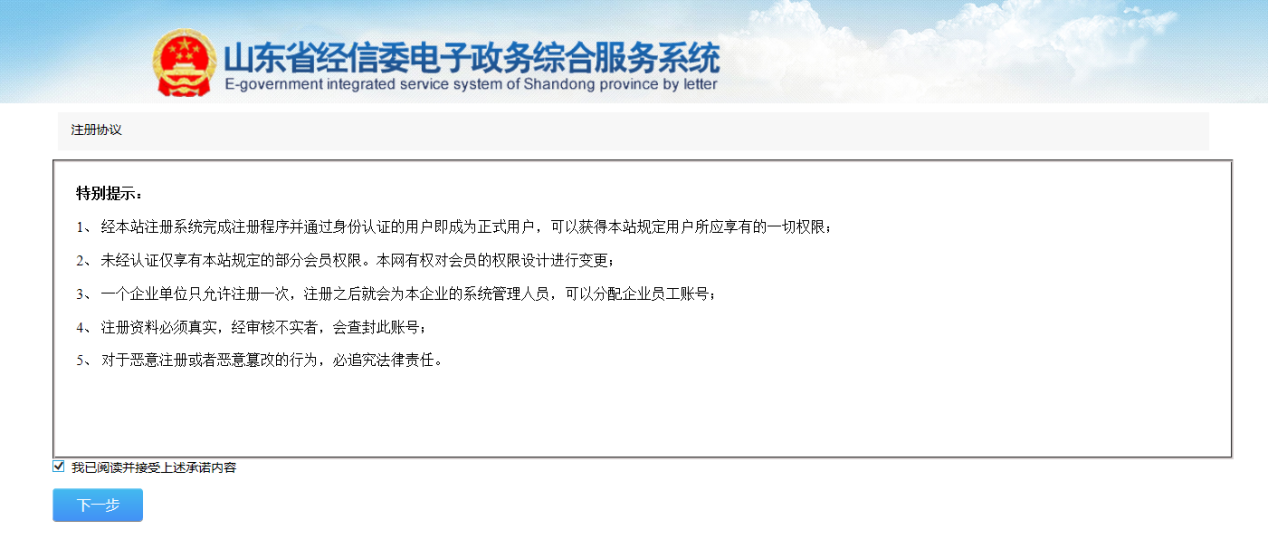 山东省经信委电子政务综合服务系统
E-government integrated service system of Shandong province by letter
注册协议
特别提示：
1、 经本站注册系统完成注册程序并通过身份认证的用户即成为正式用户，可以获得本站规定用户所应享有的一切权限；
2、 未经认证仅享有本站规定的部分会员权限。本网有权对会员的权限设计进行变更；
3、 一个企业单位只允许注册一次，注册之后就会为本企业的系统管理人员，可以分配企业员工账号；
4、 注册资料必须真实，经审核不实者，会查封此账号；
5、 对于恶意注册或者恶意篡改的行为，必追究法律责任。
我已阅读并接受上述承诺内容
下一步